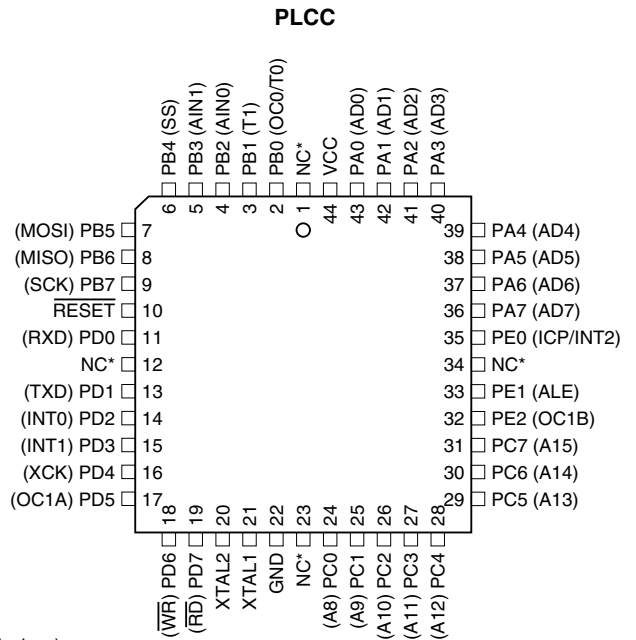 PLCC
PB4 (SS)
PB3 (AIN1)
PB2 (AIN0)
PB1 (T1)
PB0 (OC0/T0)
NC*
VCC
PA0 (AD0)
PA1 (AD1)
PA2 (AD2)
PA3 (AD3)
6 5 4 3 2 1 44 43 42 41 40
(MOSI) PB5 7
(MISO) PB6 8
(SCK) PB7 9
RESET 10
(RXD) PD0 11
NC* 12
(TXD) PD1 13
(INT0) PD2 14
(INT1) PD3 15
(XCK) PD4 16
(OC1A) PD5 17
39 PA4 (AD4)
38 PA5 (AD5)
37 PA6 (AD6)
36 PA7 (AD7)
35 PE0 (ICP/INT2)
34 NC*
33 PE1 (ALE)
32 PE2 (OC1B)
31 PC7 (A15)
30 PC6 (A14)
29 PC5 (A13)
18 19 20 21 22 23 24 25 26 27 28
(WR) PD6
(RD) PD7
XTAL2
XTAL1
GND
NC*
(A8) PC0
(A9) PC1
(A10) PC2
(A11) PC3
(A12) PC4